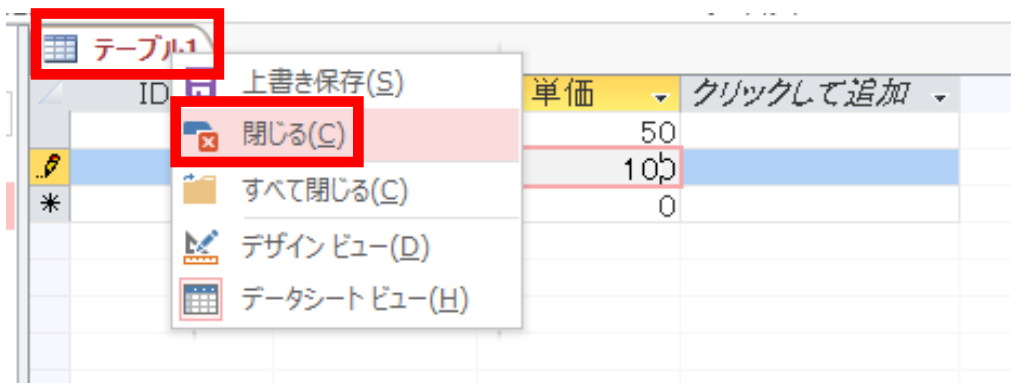 テーブル1
ID
単価
クリックして追加
上書き保存(S)
閉じる(C)
すべて閉じる(C)
デザイン ビュー(D)
データシート ビュー(H)
50
100
0